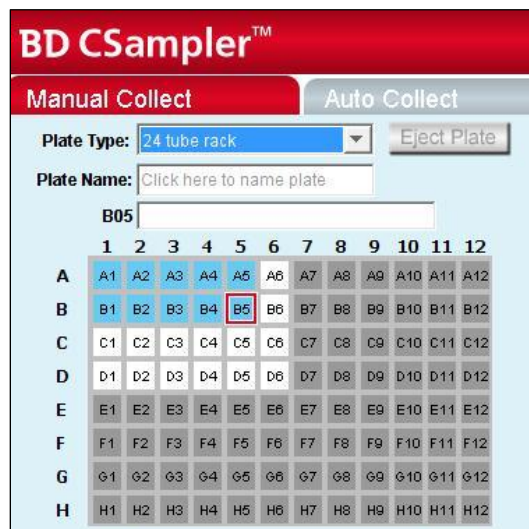 BD CSampler™
Manual Collect Auto Collect
Plate Type: 24 tube rack Eject Plate
Plate Name: Click here to name plate
B05
1 2 3 4 5 6 7 8 9 10 11 12
A A1 A2 A3 A4 A5 A6 A7 A8 A9 A10 A11 A12
B B1 B2 B3 B4 B5 B6 B7 B8 B9 B10 B11 B12
C C1 C2 C3 C4 C5 C6 C7 C8 C9 C10 C11 C12
D D1 D2 D3 D4 D5 D6 D7 D8 D9 D10 D11 D12
E E1 E2 E3 E4 E5 E6 E7 E8 E9 E10 E11 E12
F F1 F2 F3 F4 F5 F6 F7 F8 F9 F10 F11 F12
G G1 G2 G3 G4 G5 G6 G7 G8 G9 G10 G11 G12
H H1 H2 H3 H4 H5 H6 H7 H8 H9 H10 H11 H12